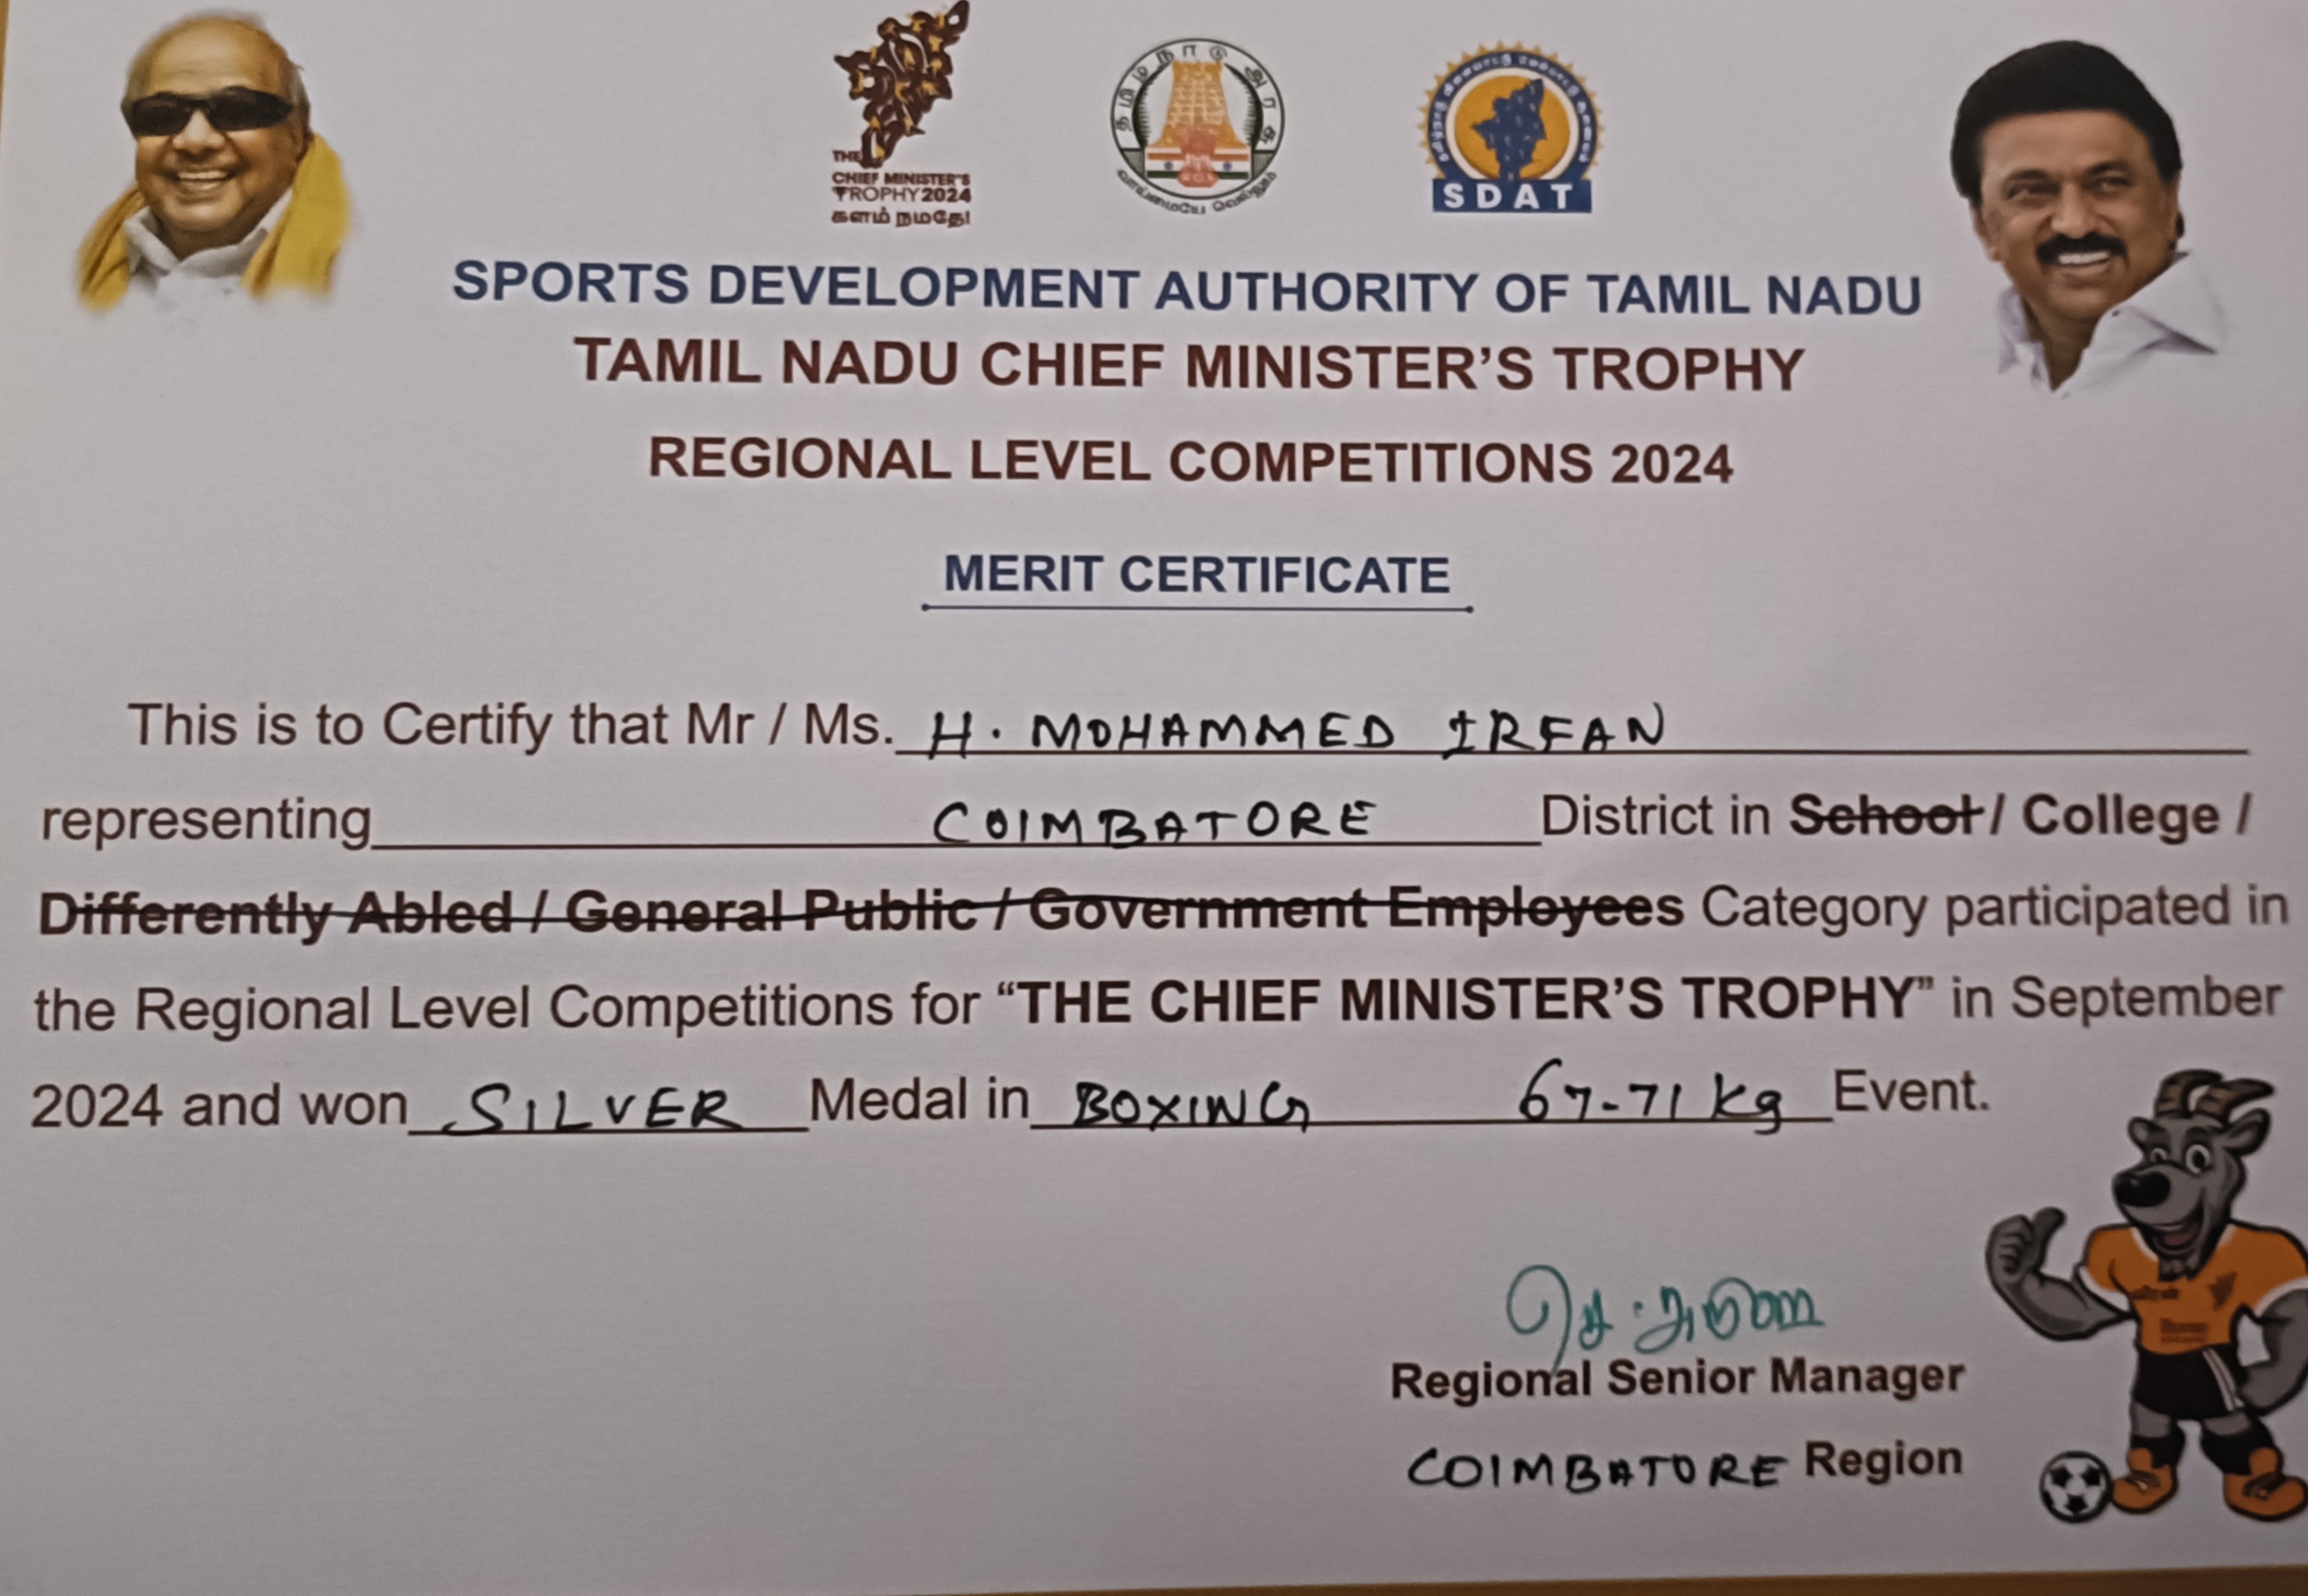 THE
CHIEF MINISTER'S
TROPHY 2024
களம் நமதே!
தமிழ்நாடு அரசு
வாய்மையே வெல்லும்
SDAT
SPORTS DEVELOPMENT AUTHORITY OF TAMIL NADU
TAMIL NADU CHIEF MINISTER’S TROPHY
REGIONAL LEVEL COMPETITIONS 2024
MERIT CERTIFICATE
This is to Certify that Mr / Ms. H. MOHAMMED IRFAN
representing COIMBATORE District in School / College /
Differently Abled / General Public / Government Employees Category participated in
the Regional Level Competitions for “THE CHIEF MINISTER’S TROPHY” in September
2024 and won SILVER Medal in BOXING 67-71 kg Event.
Regional Senior Manager
COIMBATORE Region